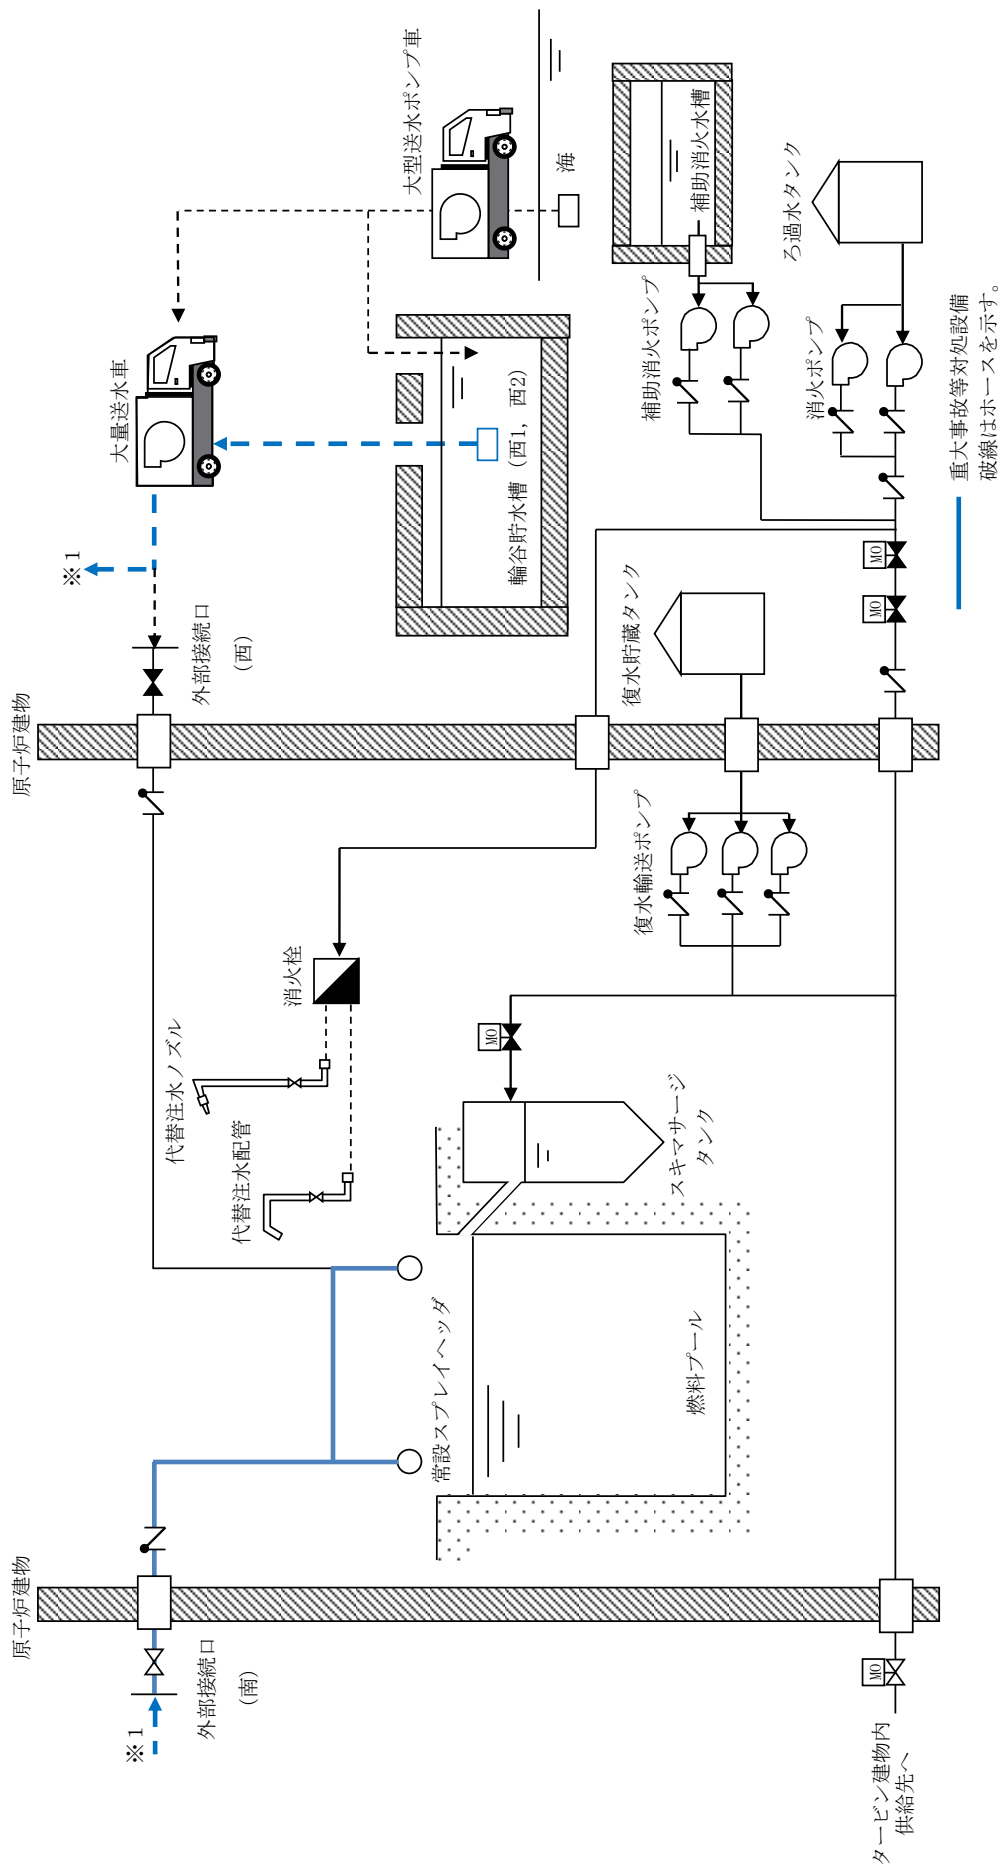 原子炉建物
原子炉建物
※1
外部接続口
（南）
※1
外部接続口
（西）
大量送水車
大型送水ポンプ車
海
輪谷貯水槽（西1，西2）
補助消火水槽
補助消火ポンプ
ろ過水タンク
消火ポンプ
復水貯蔵タンク
復水輸送ポンプ
消火栓
代替注水ノズル
代替注水配管
常設スプレイヘッダ
燃料プール
スキマサージ
タンク
MO
MO
MO
MO
タービン建物内
供給先へ
重大事故等対処設備
破線はホースを示す。